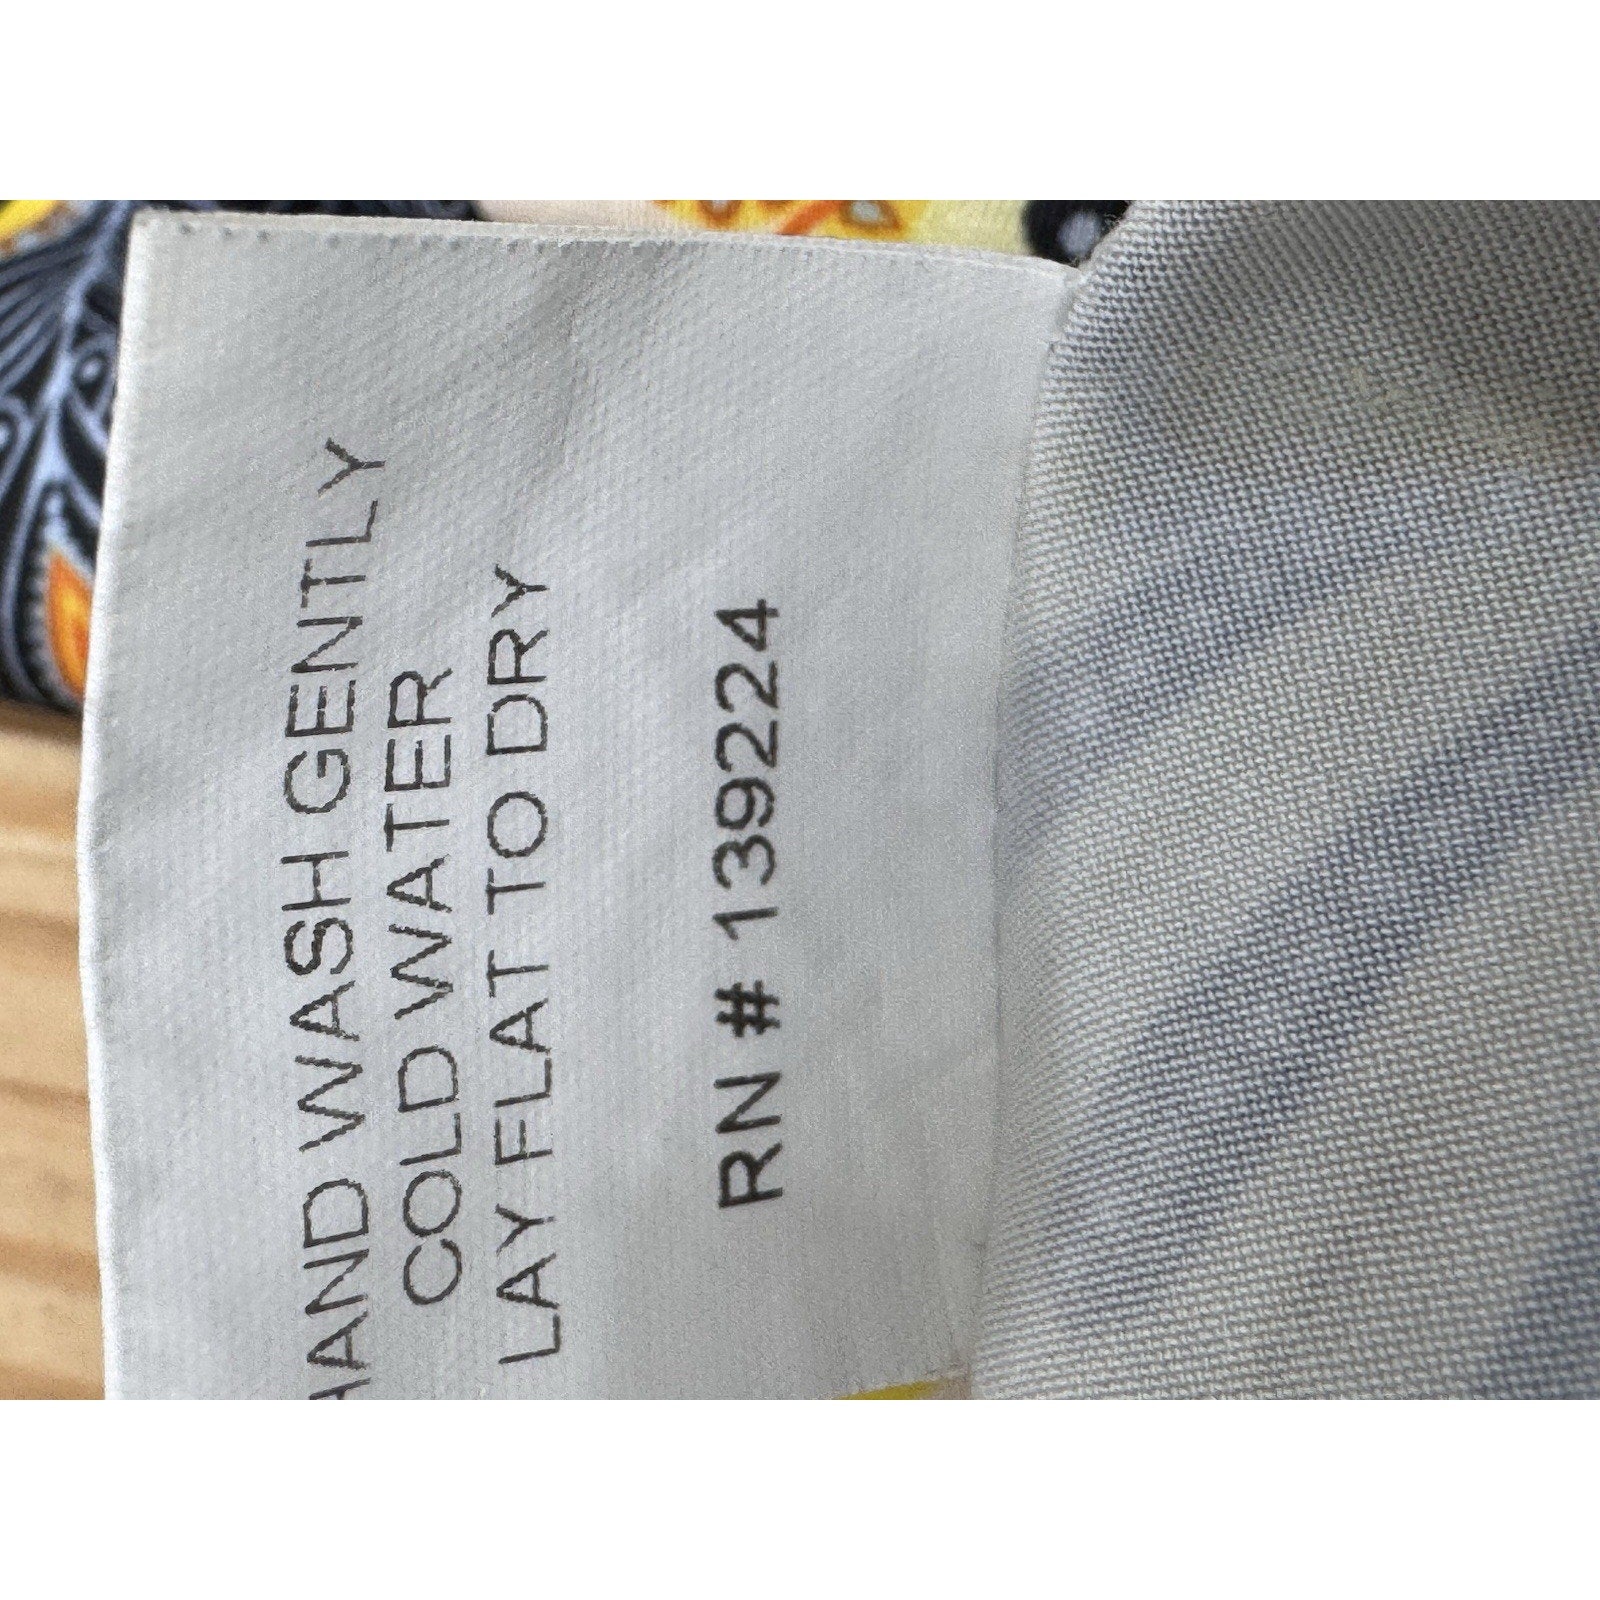 HAND WASH GENTLY
COLD WATER
LAY FLAT TO DRY
RN # 139224